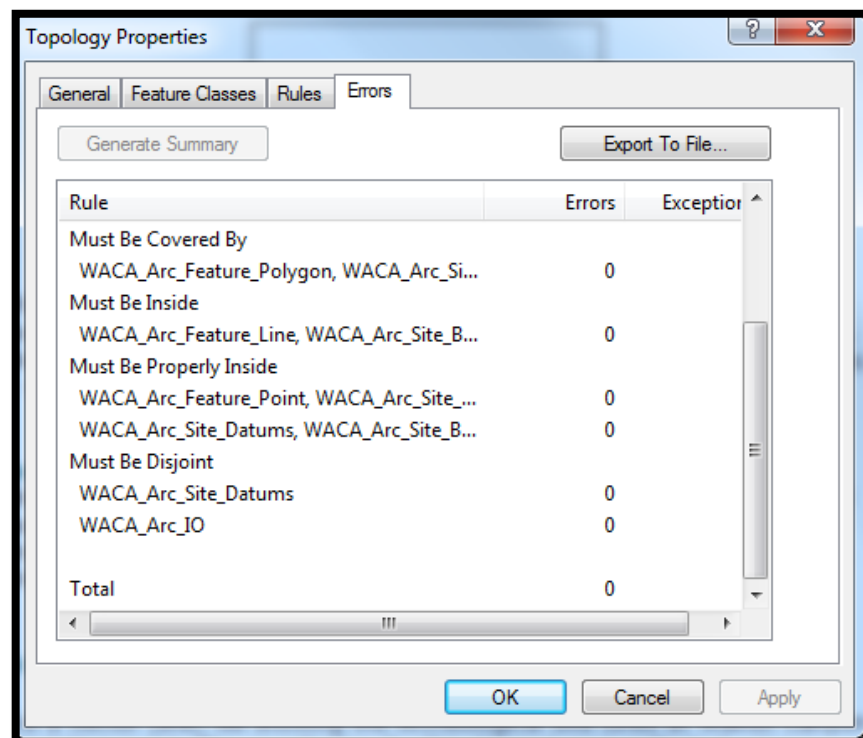 Topology Properties
General Feature Classes Rules Errors
Generate Summary Export To File...
Rule Errors Exception
Must Be Covered By
WACA_Arc_Feature_Polygon, WACA_Arc_Si... 0
Must Be Inside
WACA_Arc_Feature_Line, WACA_Arc_Site_B... 0
Must Be Properly Inside
WACA_Arc_Feature_Point, WACA_Arc_Site_... 0
WACA_Arc_Site_Datums, WACA_Arc_Site_B... 0
Must Be Disjoint
WACA_Arc_Site_Datums 0
WACA_Arc_IO 0
Total 0
OK Cancel Apply